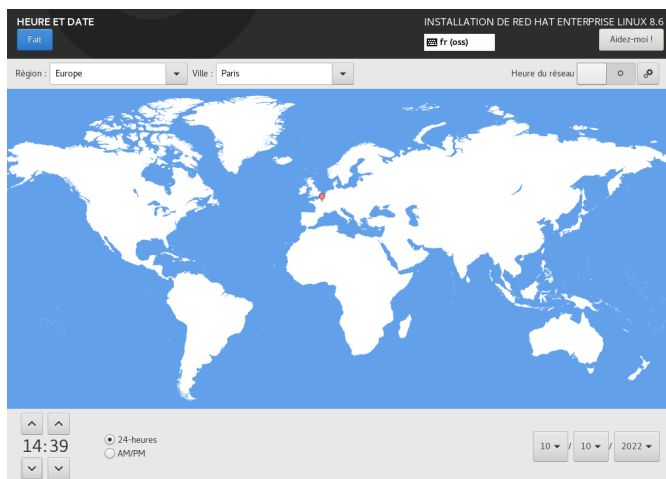 HEURE ET DATE
INSTALLATION DE RED HAT ENTERPRISE LINUX 8.6
Fait
fr (oss)
Aidez-moi !
Région : Europe
Ville : Paris
Heure du réseau
14:39
24-heures
AM/PM
10 / 10 / 2022